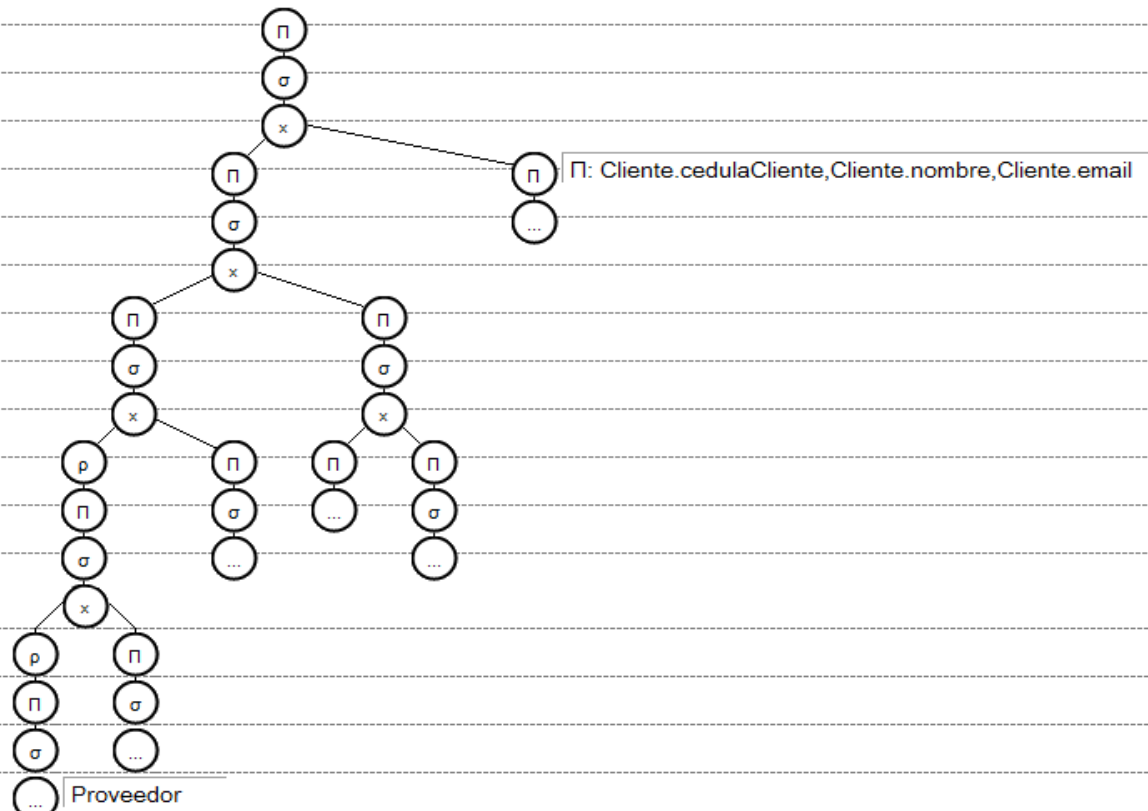 Π
σ
x
Π
Π
Π: Cliente.cedulaCliente,Cliente.nombre,Cliente.email
σ
...
x
Π
Π
σ
σ
x
x
ρ
Π
Π
Π
Π
σ
...
σ
σ
...
...
x
ρ
Π
Π
σ
σ
...
...
Proveedor